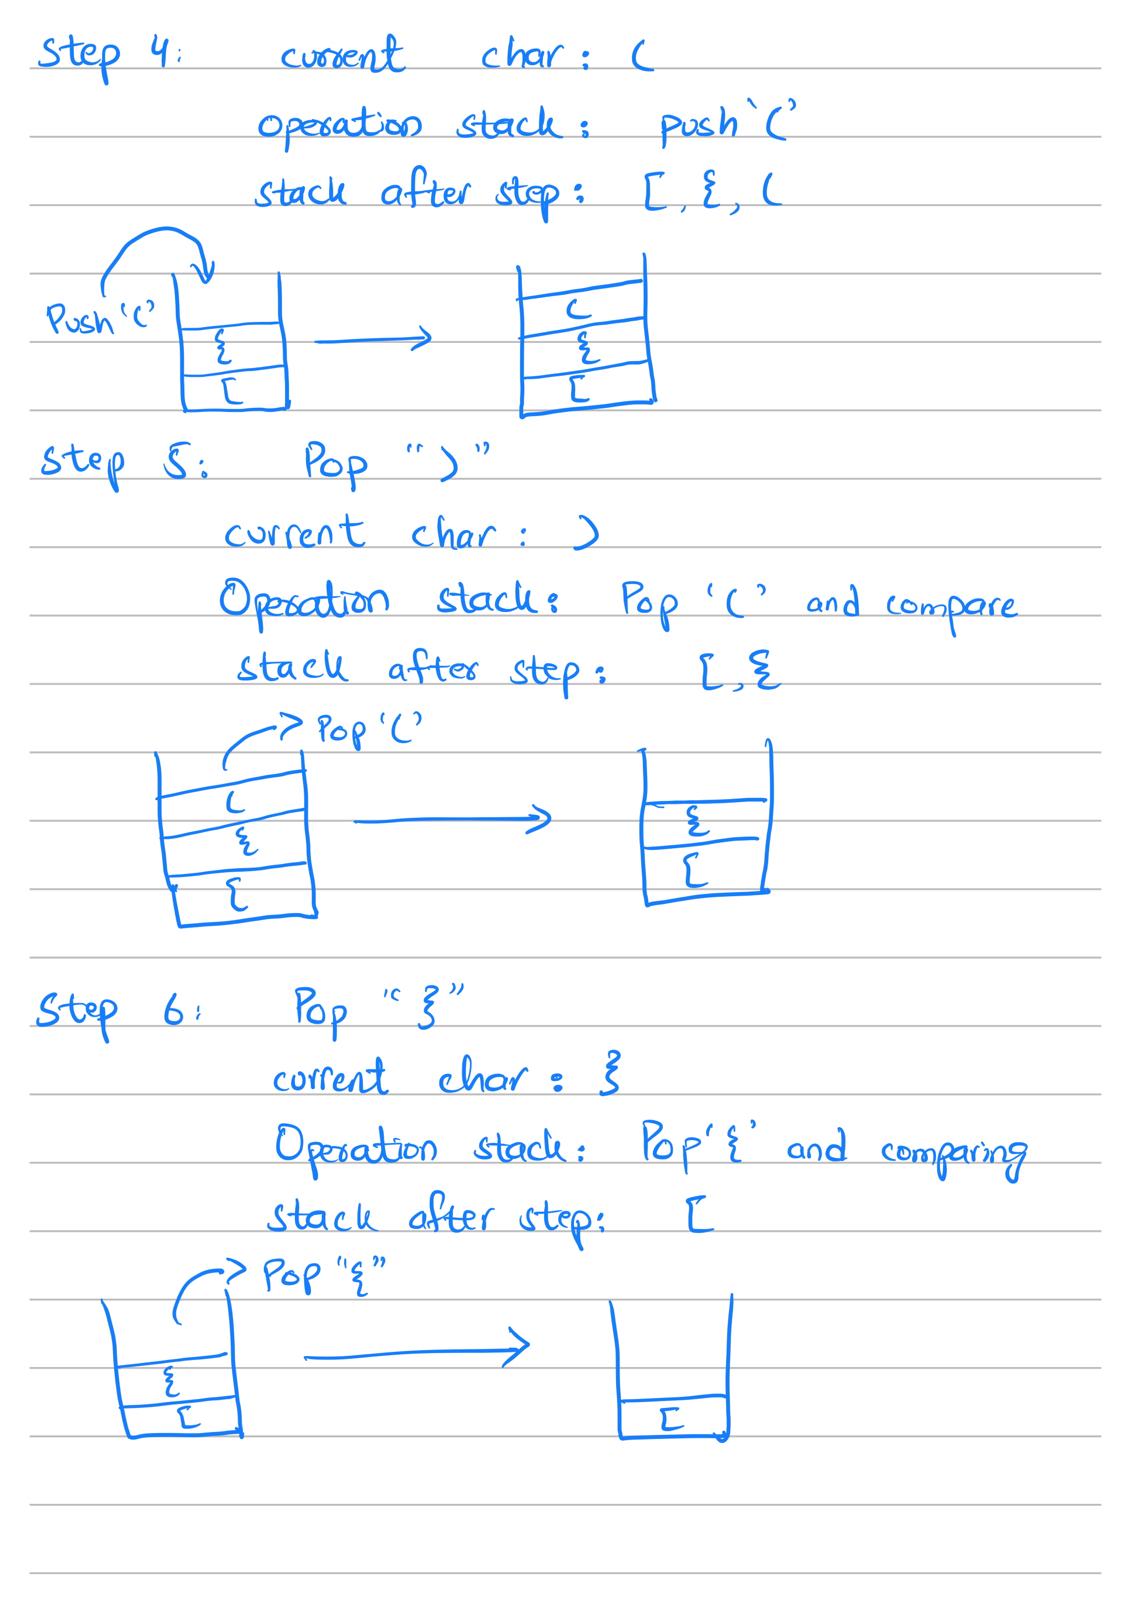 Step 4: current char: (
operation stack: push '('
stack after step: [, {, (
Push '('
{
[
(
{
[
Step 5: Pop ")"
current char: )
Operation stack: Pop '(' and compare
stack after step: [, {
Pop '('
(
{
[
{
[
Step 6: Pop "}"
current char: }
Operation stack: Pop '{' and comparing
stack after step: [
Pop "{"
{
[
[